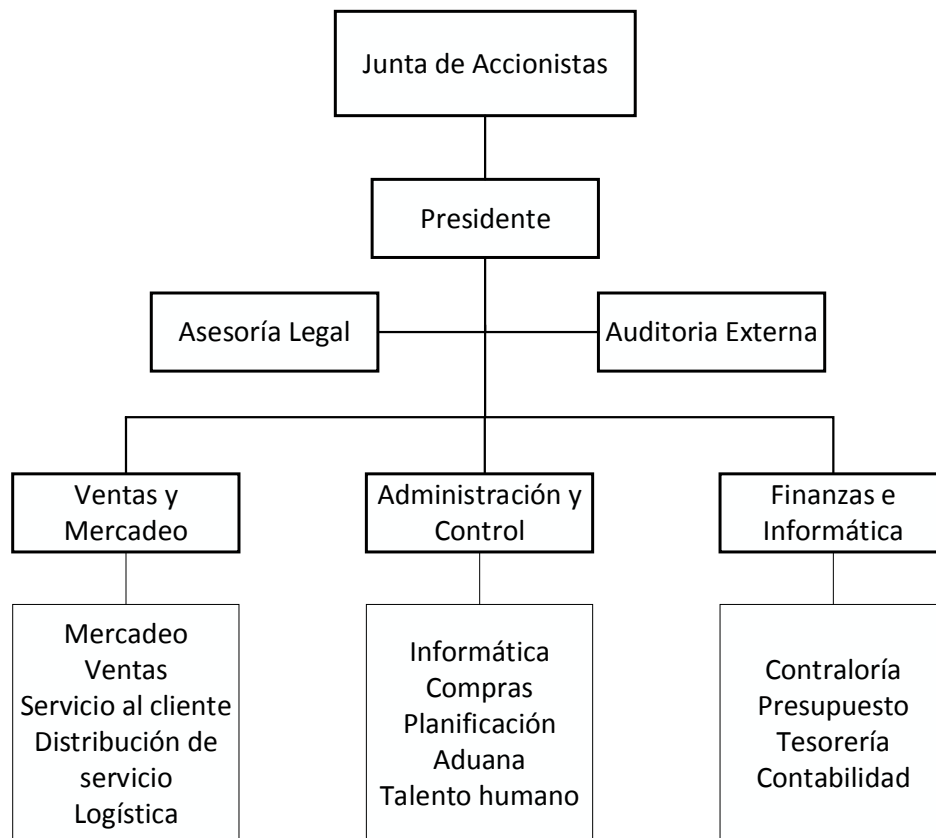 Junta de Accionistas
Presidente
Asesoría Legal
Auditoria Externa
Ventas y
Mercadeo
Administración y
Control
Finanzas e
Informática
Mercadeo
Ventas
Servicio al cliente
Distribución de
servicio
Logística
Informática
Compras
Planificación
Aduana
Talento humano
Contraloría
Presupuesto
Tesorería
Contabilidad